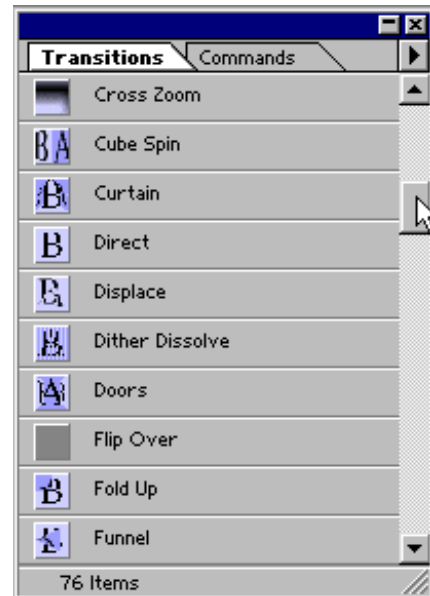 Transitions Commands
Cross Zoom
B A Cube Spin
B Curtain
B Direct
B Displace
Dither Dissolve
A Doors
Flip Over
B Fold Up
Funnel
76 Items